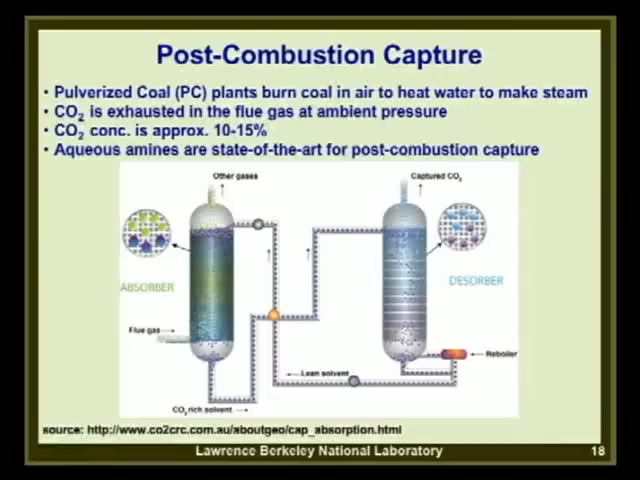 Post-Combustion Capture
• Pulverized Coal (PC) plants burn coal in air to heat water to make steam
• CO2 is exhausted in the flue gas at ambient pressure
• CO2 conc. is approx. 10-15%
• Aqueous amines are state-of-the-art for post-combustion capture
Other gases
Captured CO2
ABSORBER
DESORBER
Flue gas
Reboiler
Lean solvent
CO2 rich solvent
source: http://www.co2crc.com.au/aboutgeo/cap_absorption.html
Lawrence Berkeley National Laboratory
18